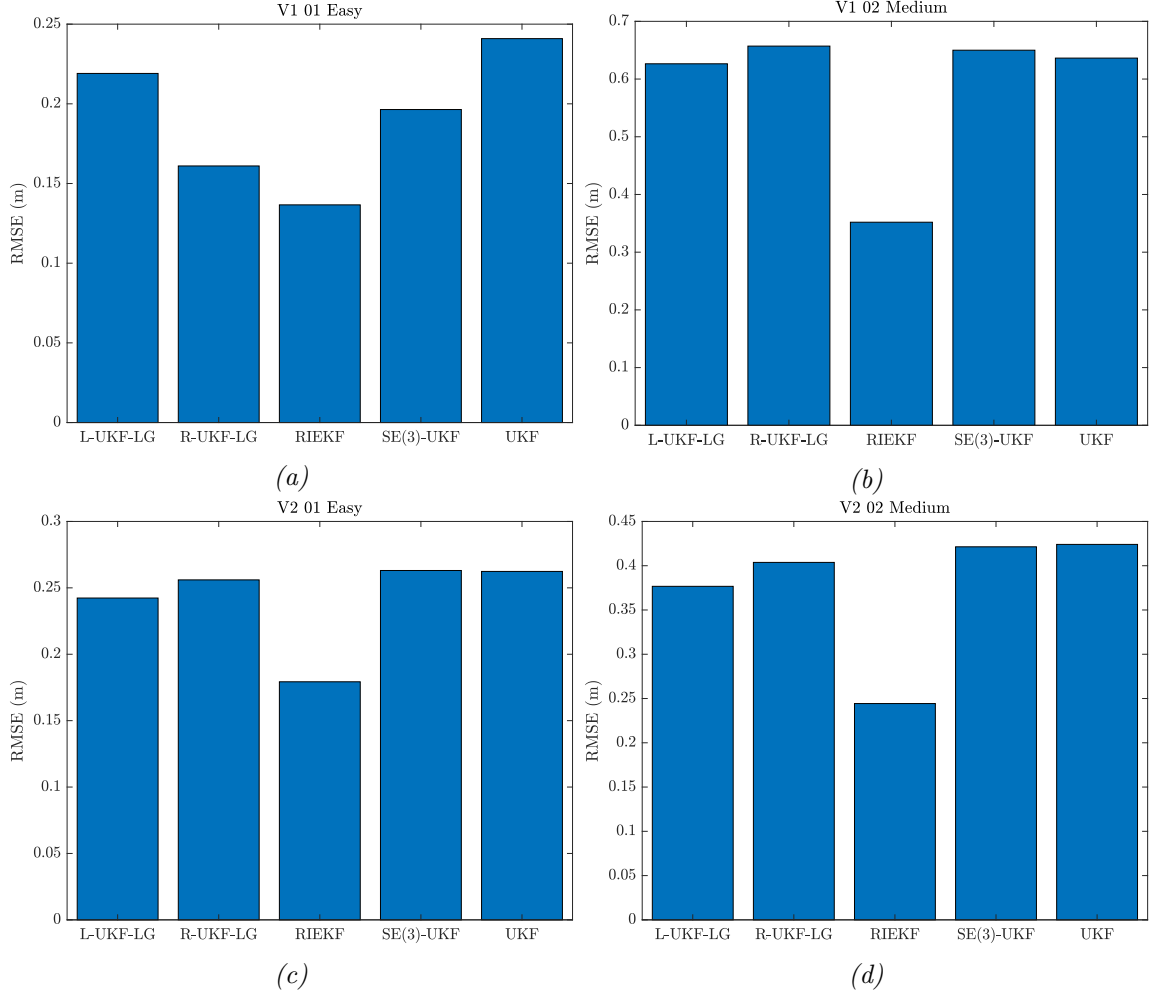 V1 01 Easy
0.25
0.2
0.15
0.1
0.05
0
RMSE (m)
L-UKF-LG R-UKF-LG RIEKF SE(3)-UKF UKF
(a)
V1 02 Medium
0.7
0.6
0.5
0.4
0.3
0.2
0.1
0
RMSE (m)
L-UKF-LG R-UKF-LG RIEKF SE(3)-UKF UKF
(b)
V2 01 Easy
0.3
0.25
0.2
0.15
0.1
0.05
0
RMSE (m)
L-UKF-LG R-UKF-LG RIEKF SE(3)-UKF UKF
(c)
V2 02 Medium
0.45
0.4
0.35
0.3
0.25
0.2
0.15
0.1
0.05
0
RMSE (m)
L-UKF-LG R-UKF-LG RIEKF SE(3)-UKF UKF
(d)